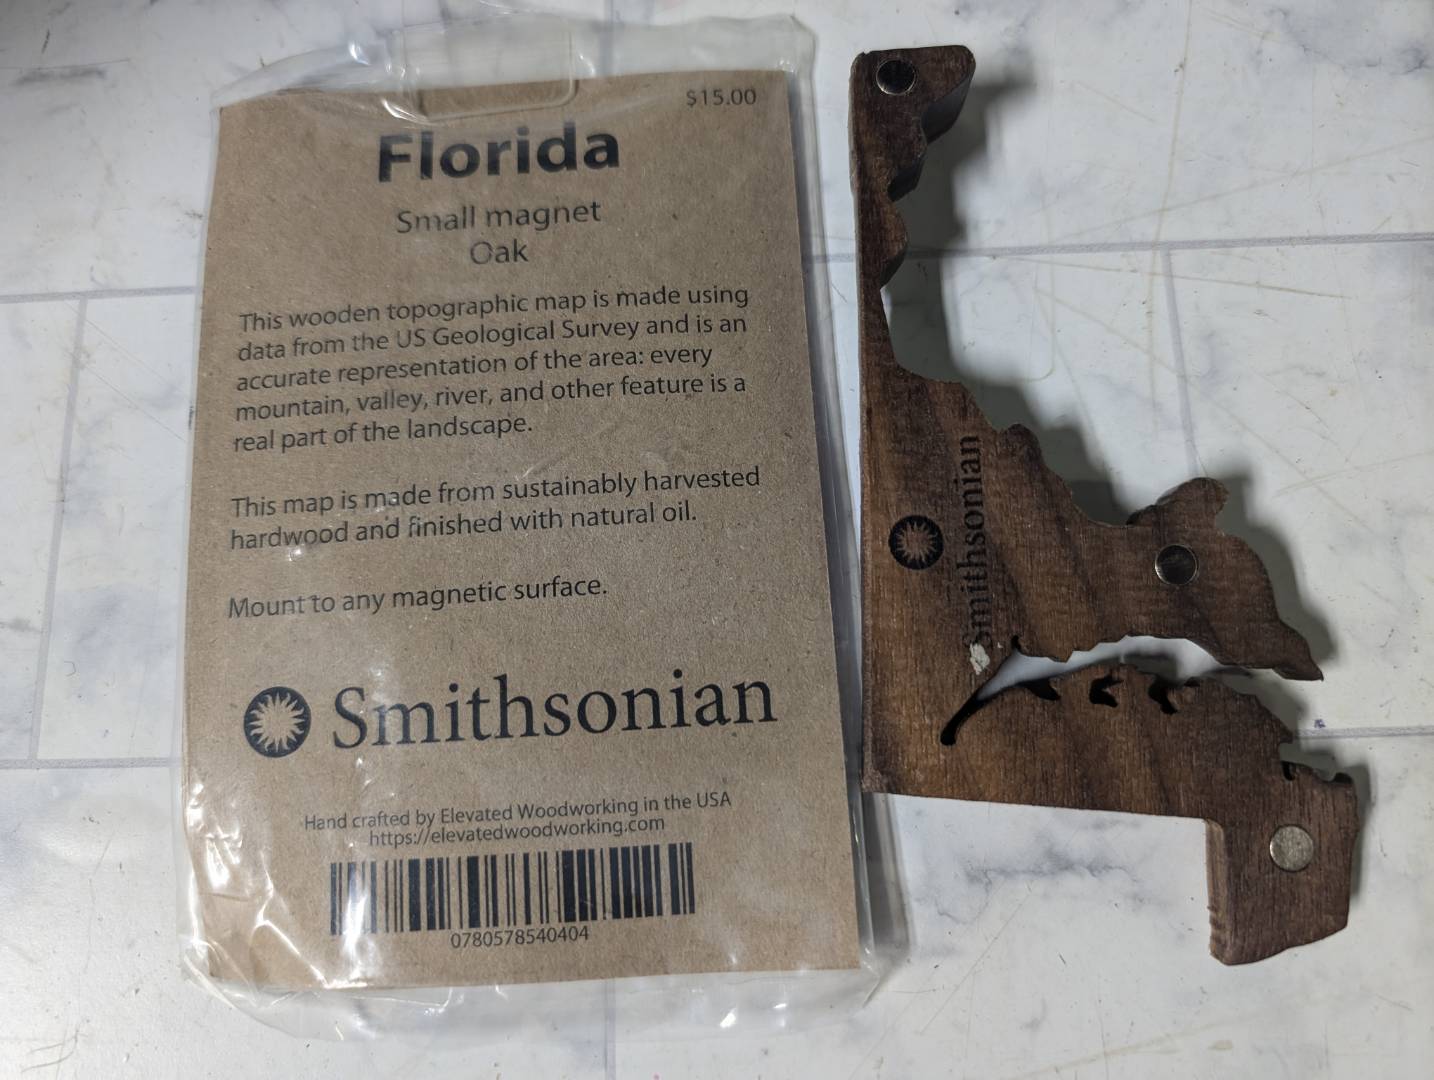 $15.00
Florida
Small magnet
Oak
This wooden topographic map is made using
data from the US Geological Survey and is an
accurate representation of the area: every
mountain, valley, river, and other feature is a
real part of the landscape.
This map is made from sustainably harvested
hardwood and finished with natural oil.
Mount to any magnetic surface.
Smithsonian
Hand crafted by Elevated Woodworking in the USA
https://elevatedwoodworking.com
0780578540404
Smithsonian